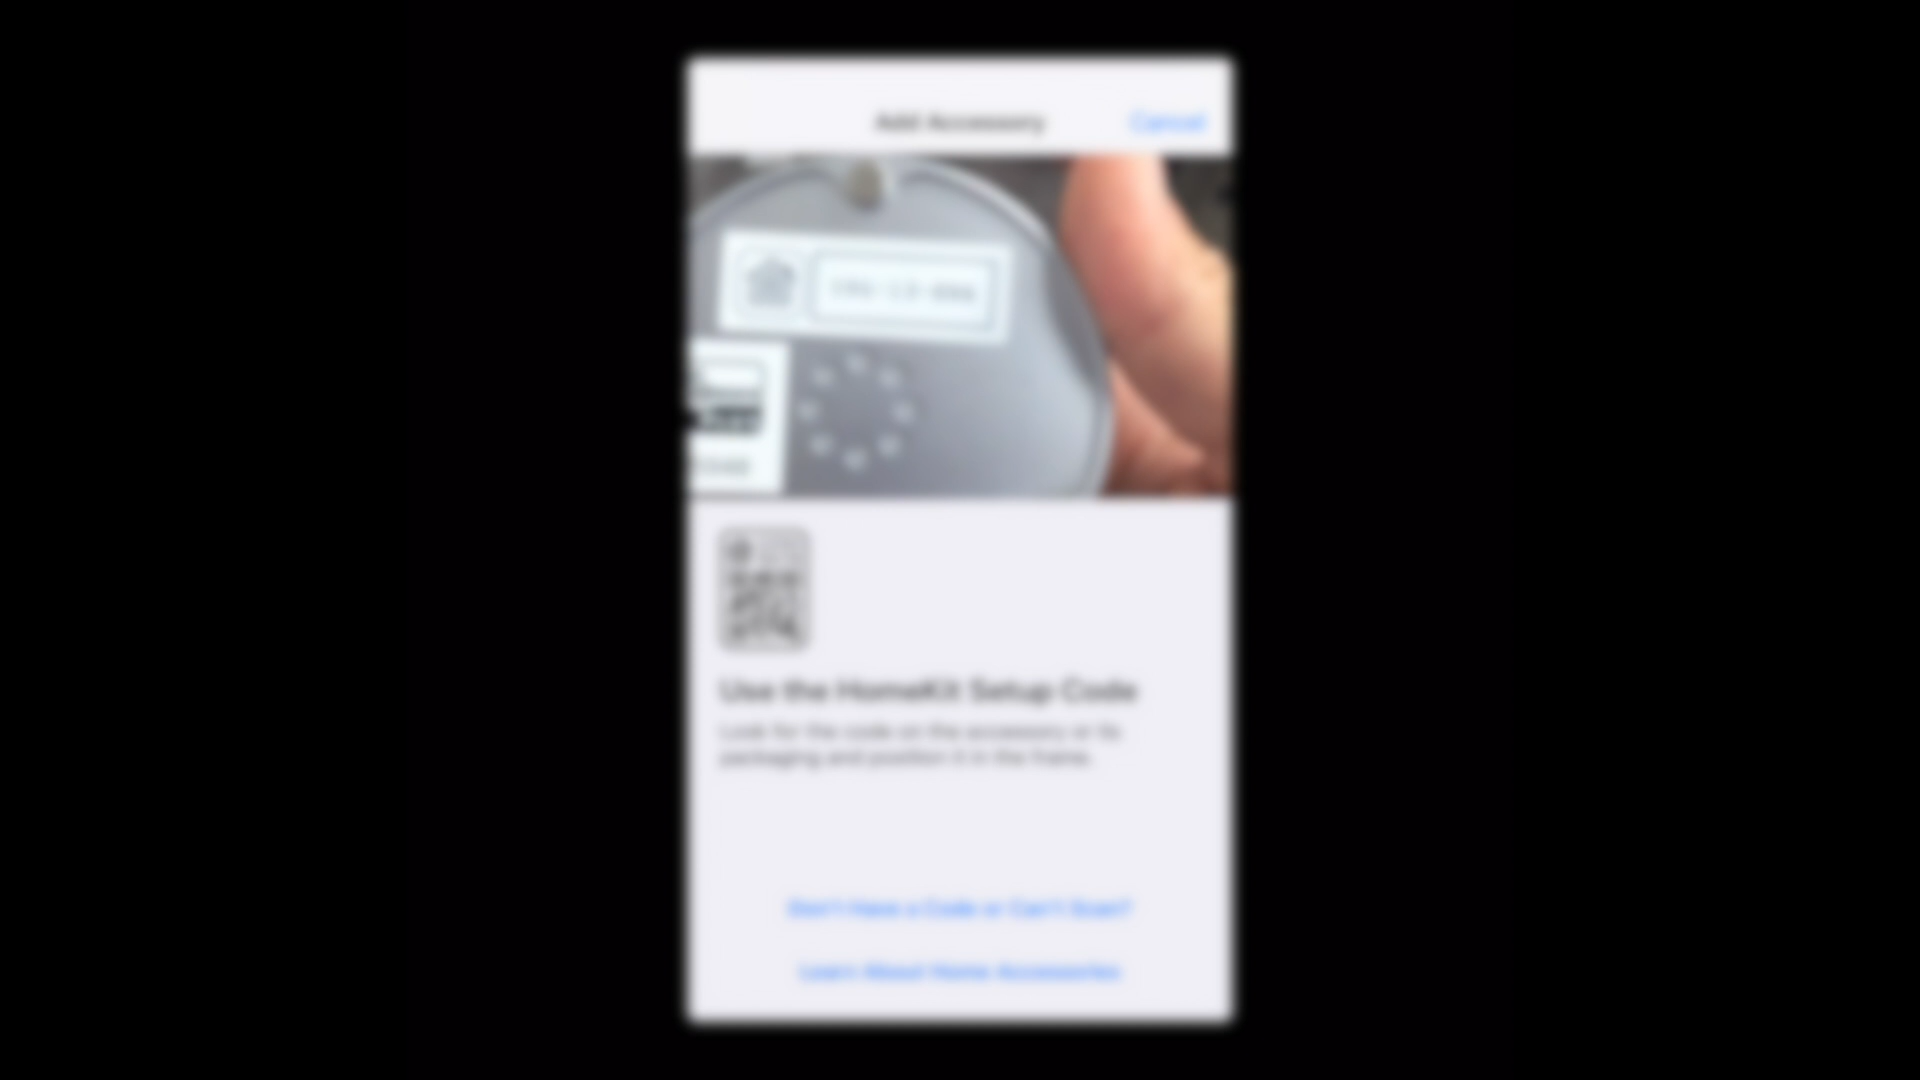 Add Accessory
Cancel
Use the HomeKit Setup Code
Look for the code on the accessory or its
packaging and position it in the frame.
Don't Have a Code or Can't Scan?
Learn About Home Accessories